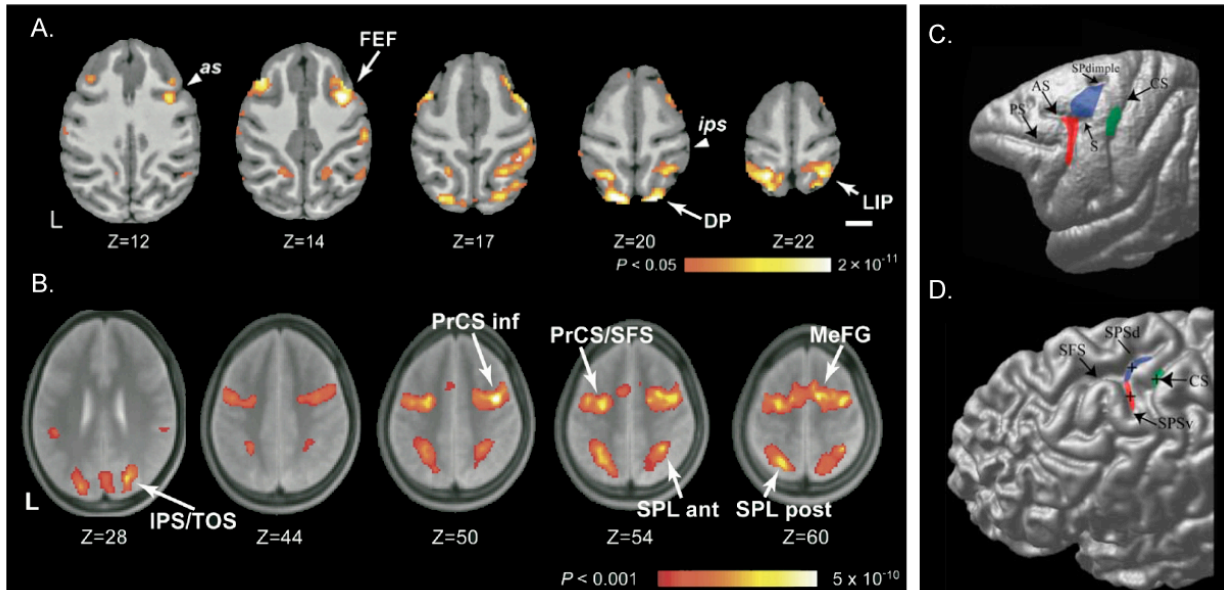 A.
as
FEF
ips
DP
LIP
L
Z=12
Z=14
Z=17
Z=20
Z=22
P < 0.05
2 × 10⁻¹¹
B.
PrCS inf
PrCS/SFS
MeFG
L
IPS/TOS
SPL ant
SPL post
Z=28
Z=44
Z=50
Z=54
Z=60
P < 0.001
5 x 10⁻¹⁰
C.
SPdimple
CS
AS
PS
S
D.
SPSd
SFS
CS
SPSv